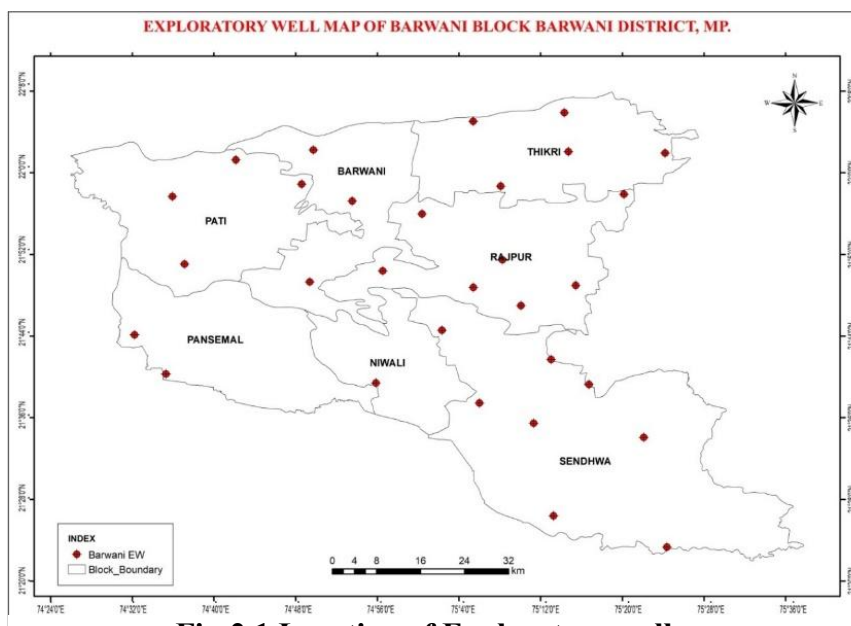 EXPLORATORY WELL MAP OF BARWANI BLOCK BARWANI DISTRICT, MP.
N
W E
S
THIKRI
BARWANI
PATI
RAJPUR
PANSEMAL
NIWALI
SENDHWA
22°8'0"N
22°0'0"N
21°52'0"N
21°44'0"N
21°36'0"N
21°28'0"N
21°20'0"N
INDEX
Barwani EW
Block_Boundary
0 4 8 16 24 32
km
74°24'0"E 74°32'0"E 74°40'0"E 74°48'0"E 74°56'0"E 75°4'0"E 75°12'0"E 75°20'0"E 75°28'0"E 75°36'0"E